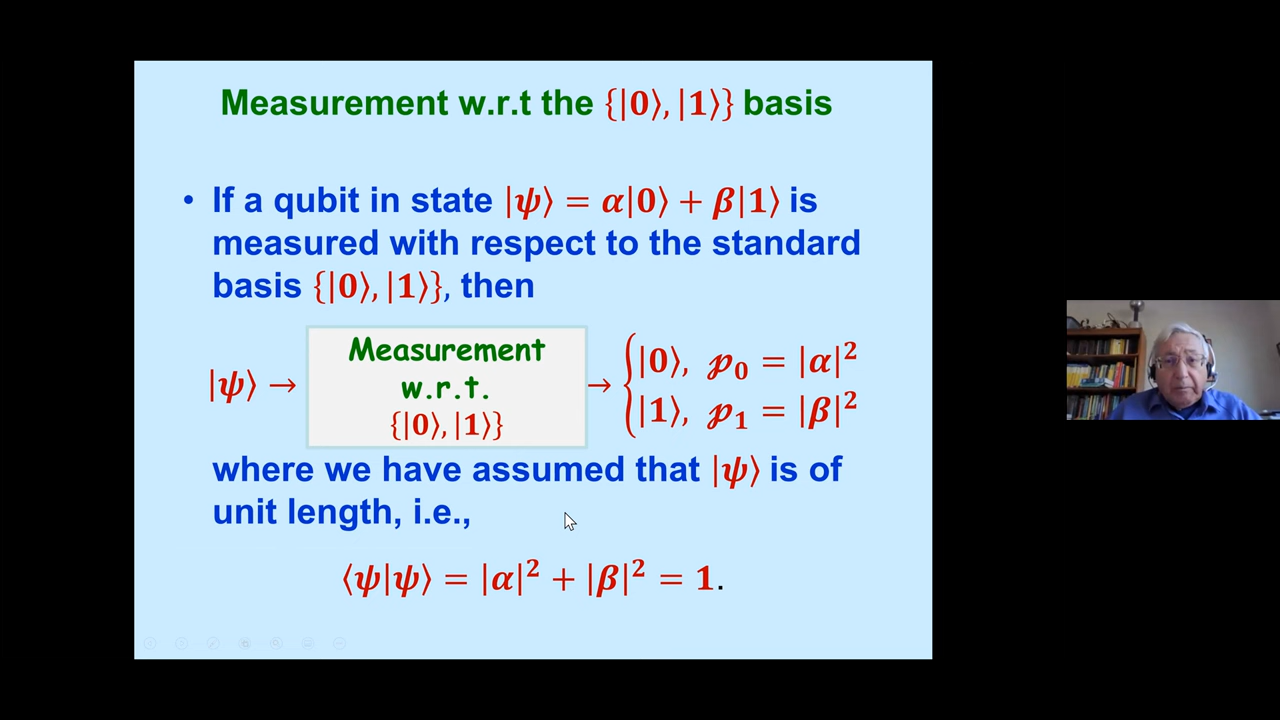 Measurement w.r.t the {|0⟩, |1⟩} basis
• If a qubit in state |ψ⟩ = α|0⟩ + β|1⟩ is
measured with respect to the standard
basis {|0⟩, |1⟩}, then
|ψ⟩ →
Measurement
w.r.t.
{|0⟩, |1⟩}
→ { |0⟩, 𝓅₀ = |α|²
|1⟩, 𝓅₁ = |β|²
where we have assumed that |ψ⟩ is of
unit length, i.e.,
⟨ψ|ψ⟩ = |α|² + |β|² = 1.